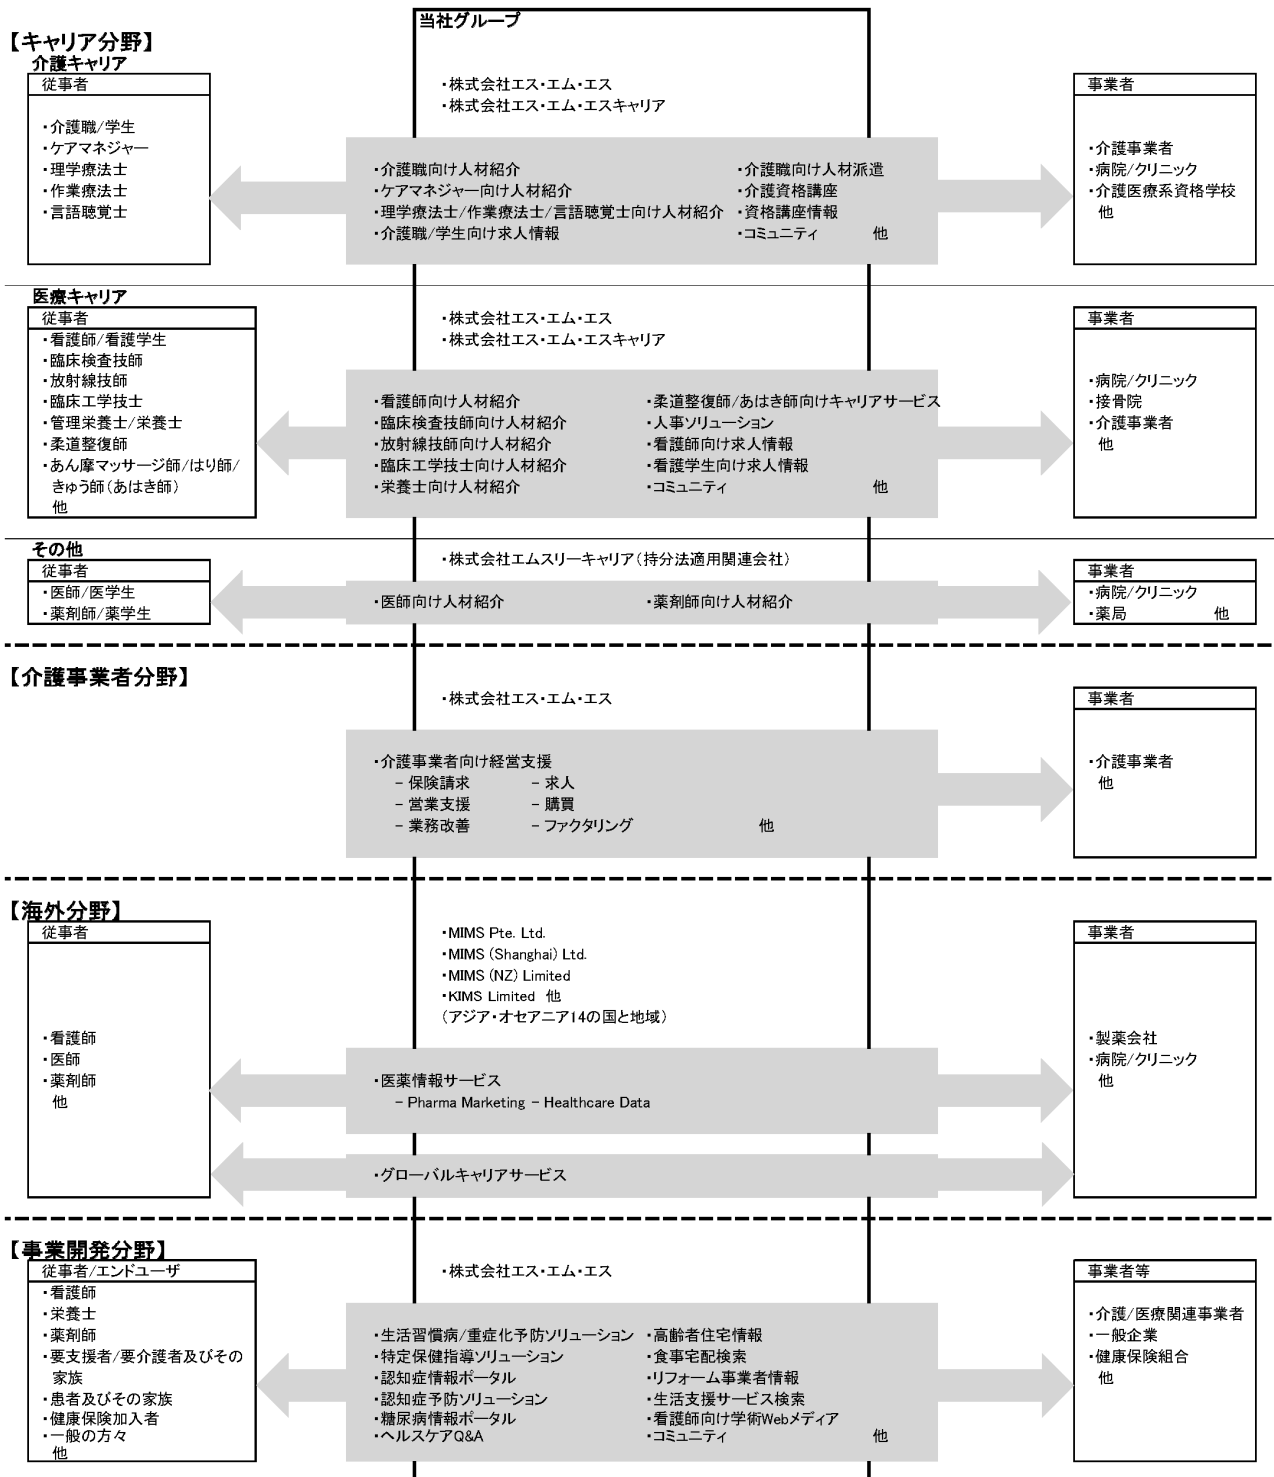 当社グループ
【キャリア分野】
介護キャリア
従事者
・介護職/学生
・ケアマネジャー
・理学療法士
・作業療法士
・言語聴覚士
・株式会社エス・エム・エス
・株式会社エス・エム・エスキャリア
・介護職向け人材紹介
・ケアマネジャー向け人材紹介
・理学療法士/作業療法士/言語聴覚士向け人材紹介
・介護職/学生向け求人情報
・介護職向け人材派遣
・介護資格講座
・資格講座情報
・コミュニティ 他
事業者
・介護事業者
・病院/クリニック
・介護医療系資格学校
他
医療キャリア
従事者
・看護師/看護学生
・臨床検査技師
・放射線技師
・臨床工学技士
・管理栄養士/栄養士
・柔道整復師
・あん摩マッサージ師/はり師/
きゅう師(あはき師)
他
・株式会社エス・エム・エス
・株式会社エス・エム・エスキャリア
・看護師向け人材紹介
・臨床検査技師向け人材紹介
・放射線技師向け人材紹介
・臨床工学技士向け人材紹介
・栄養士向け人材紹介
・柔道整復師/あはき師向けキャリアサービス
・人事ソリューション
・看護師向け求人情報
・看護学生向け求人情報
・コミュニティ 他
事業者
・病院/クリニック
・接骨院
・介護事業者
他
その他
従事者
・医師/医学生
・薬剤師/薬学生
・株式会社エムスリーキャリア(持分法適用関連会社)
・医師向け人材紹介
・薬剤師向け人材紹介
事業者
・病院/クリニック
・薬局 他
【介護事業者分野】
・株式会社エス・エム・エス
・介護事業者向け経営支援
− 保険請求 − 求人
− 営業支援 − 購買
− 業務改善 − ファクタリング 他
事業者
・介護事業者
他
【海外分野】
従事者
・看護師
・医師
・薬剤師
他
・MIMS Pte. Ltd.
・MIMS (Shanghai) Ltd.
・MIMS (NZ) Limited
・KIMS Limited 他
(アジア・オセアニア14の国と地域)
・医薬情報サービス
− Pharma Marketing − Healthcare Data
・グローバルキャリアサービス
事業者
・製薬会社
・病院/クリニック
他
【事業開発分野】
従事者/エンドユーザ
・看護師
・栄養士
・薬剤師
・要支援者/要介護者及びその
家族
・患者及びその家族
・健康保険加入者
・一般の方々
他
・株式会社エス・エム・エス
・生活習慣病/重症化予防ソリューション
・特定保健指導ソリューション
・認知症情報ポータル
・認知症予防ソリューション
・糖尿病情報ポータル
・ヘルスケアQ&A
・高齢者住宅情報
・食事宅配検索
・リフォーム事業者情報
・生活支援サービス検索
・看護師向け学術Webメディア
・コミュニティ 他
事業者等
・介護/医療関連事業者
・一般企業
・健康保険組合
他